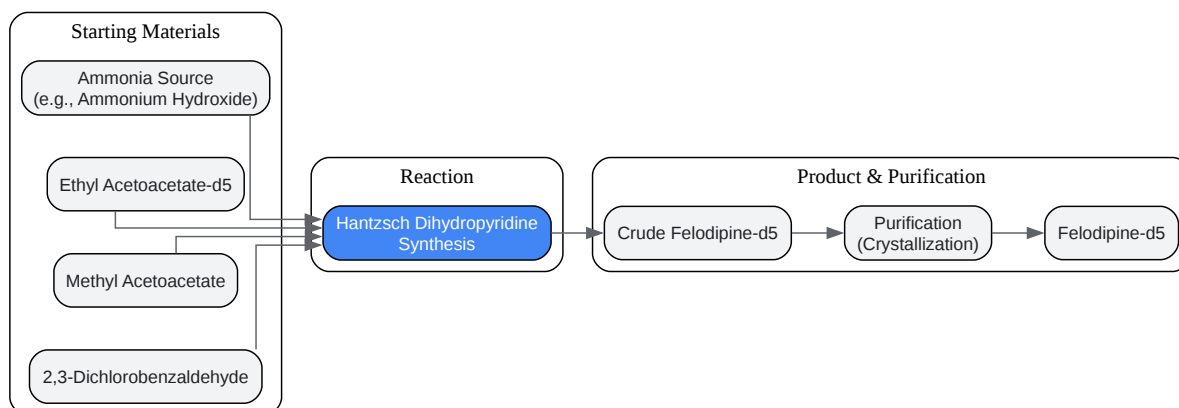 Starting Materials
Ammonia Source
(e.g., Ammonium Hydroxide)
Ethyl Acetoacetate-d5
Methyl Acetoacetate
2,3-Dichlorobenzaldehyde
Reaction
Hantzsch Dihydropyridine
Synthesis
Product & Purification
Crude Felodipine-d5
Purification
(Crystallization)
Felodipine-d5